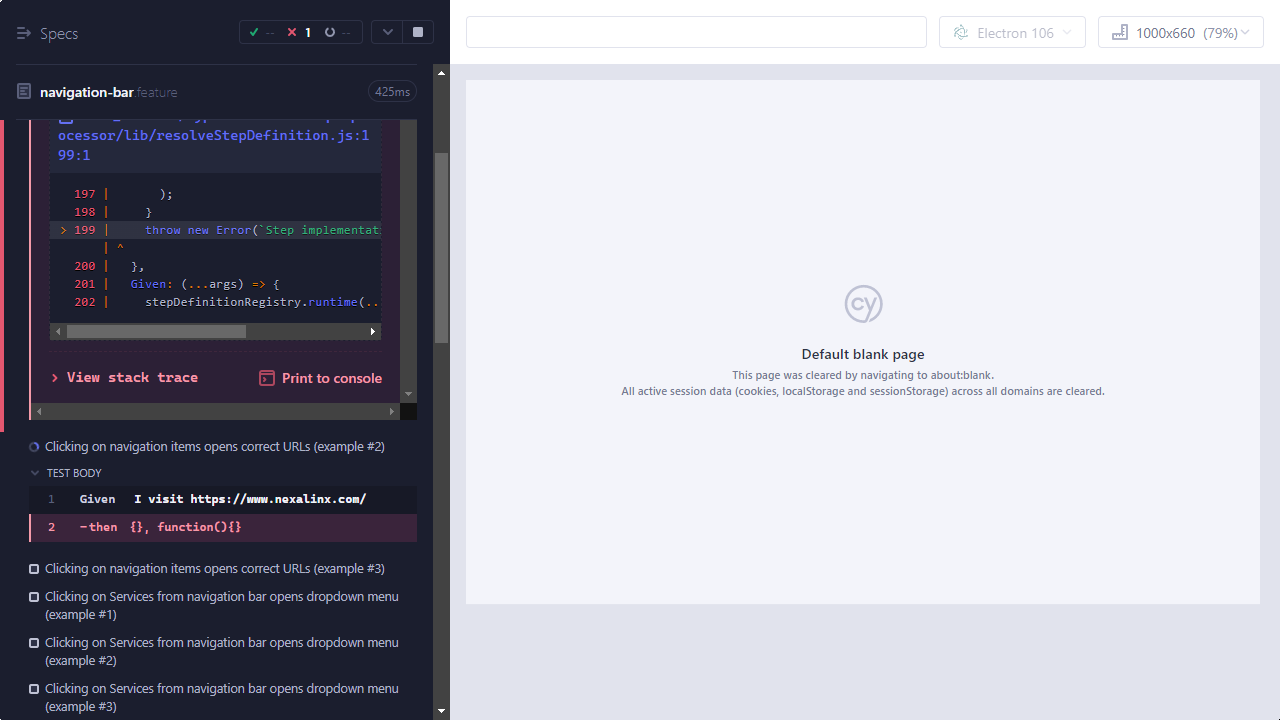 Specs
-- 1 --
Electron 106
1000x660 (79%)
navigation-bar.feature
425ms
ocessor/lib/resolveStepDefinition.js:1
99:1
197 | );
198 | }
> 199 | throw new Error(`Step implementat
| ^
200 | },
201 | Given: (...args) => {
202 | stepDefinitionRegistry.runtime(..
> View stack trace
Print to console
Clicking on navigation items opens correct URLs (example #2)
TEST BODY
1 Given I visit https://www.nexalinx.com/
2 -then {}, function(){}
Clicking on navigation items opens correct URLs (example #3)
Clicking on Services from navigation bar opens dropdown menu
(example #1)
Clicking on Services from navigation bar opens dropdown menu
(example #2)
Clicking on Services from navigation bar opens dropdown menu
(example #3)
cy
Default blank page
This page was cleared by navigating to about:blank.
All active session data (cookies, localStorage and sessionStorage) across all domains are cleared.